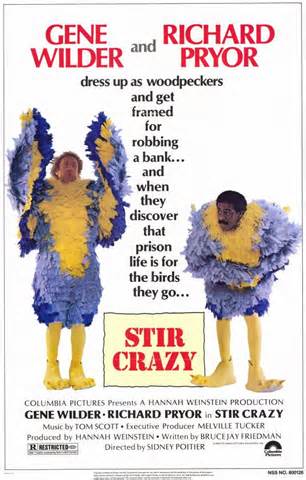 GENE WILDER and RICHARD PRYOR
dress up as woodpeckers
and get
framed
for
robbing
a bank...
and
when
they
discover
that
prison
life is for
the birds
they go...
STIR
CRAZY
COLUMBIA PICTURES Presents A HANNAH WEINSTEIN PRODUCTION
GENE WILDER · RICHARD PRYOR in STIR CRAZY
Music by TOM SCOTT · Executive Producer MELVILLE TUCKER
Produced by HANNAH WEINSTEIN · Written by BRUCE JAY FRIEDMAN
Directed by SIDNEY POITIER
R RESTRICTED
Columbia Pictures
NSS NO. 800125